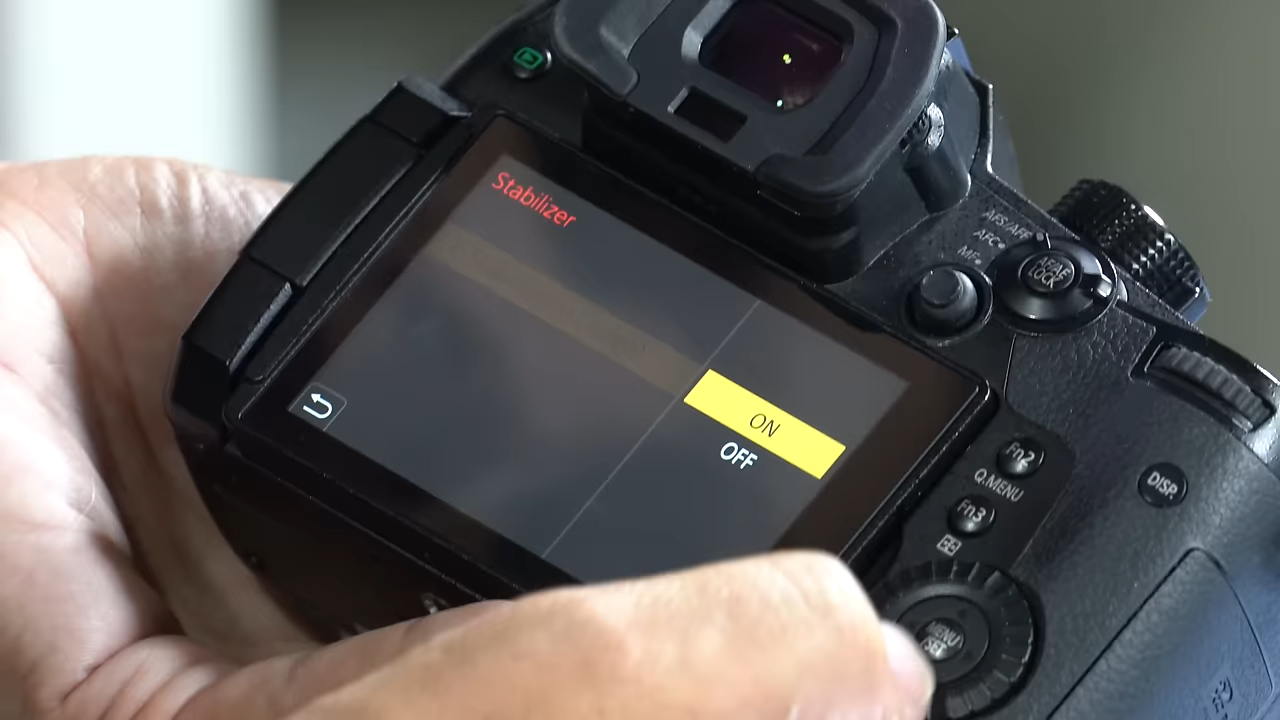 Stabilizer
ON
OFF
AFS/AFF
AFC
MF
AF/AE
LOCK
Fn2
Q.MENU
Fn3
DISP.
MENU
/SET